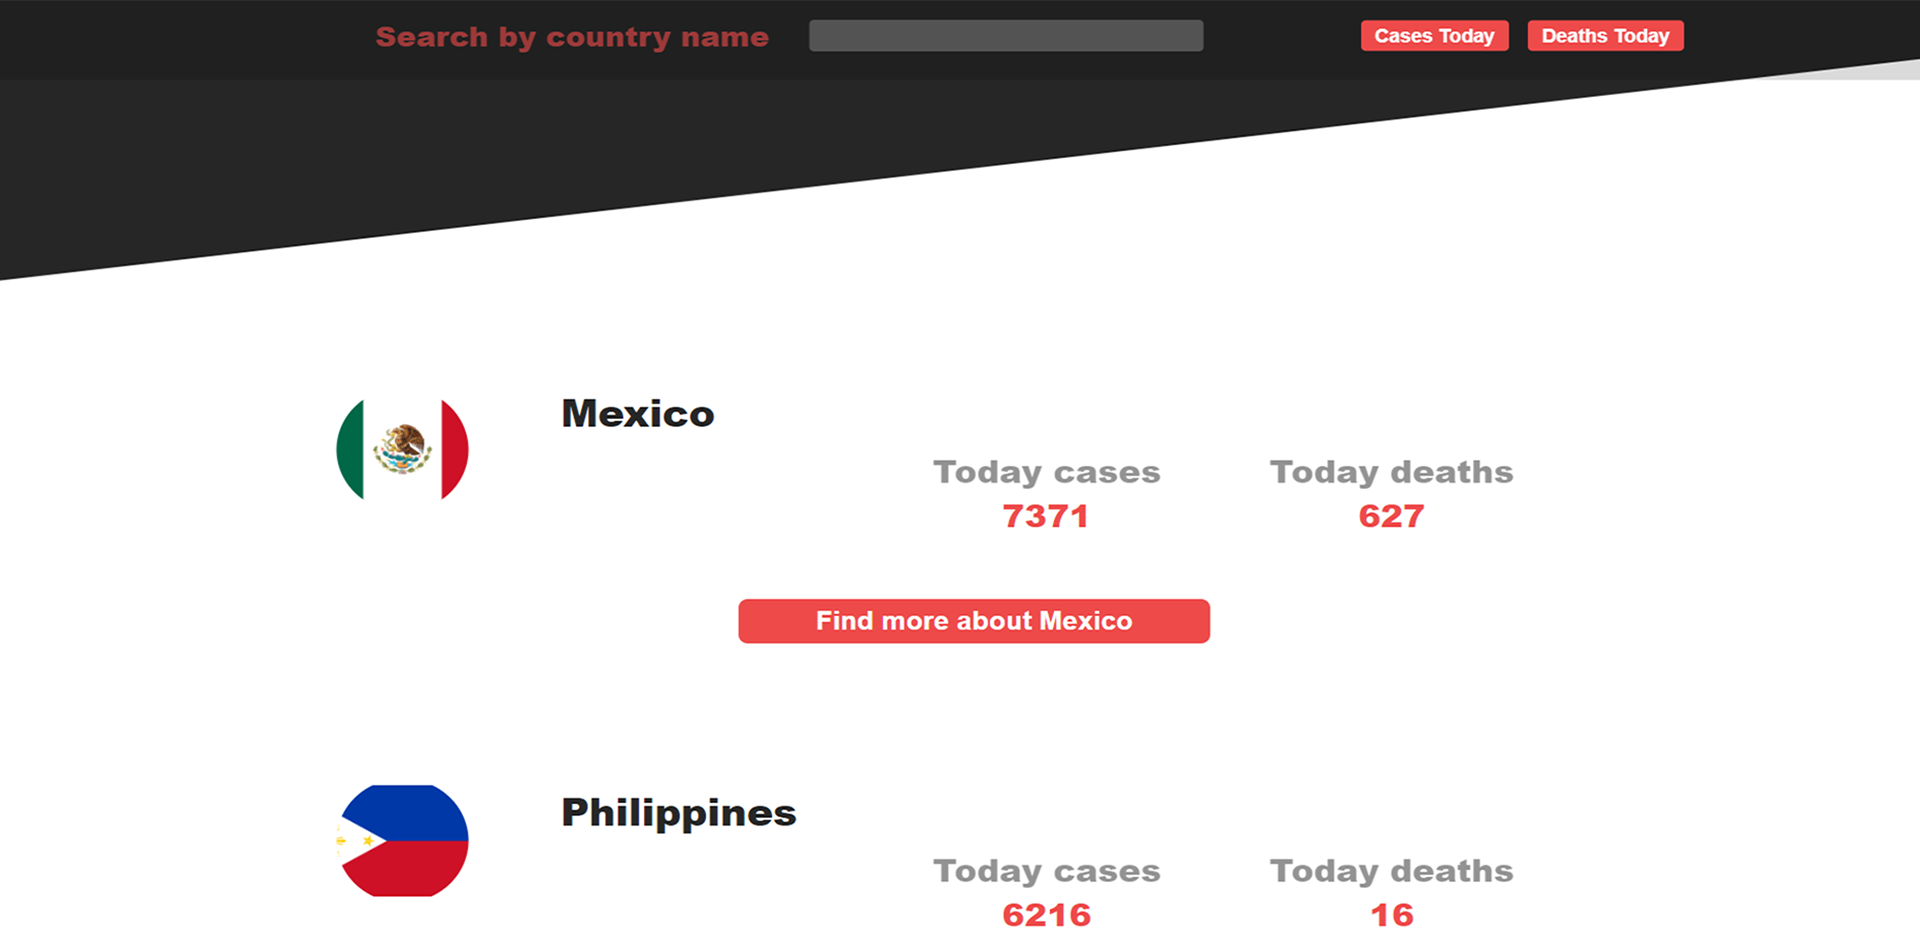 Search by country name
Cases Today
Deaths Today
Mexico
Today cases
Today deaths
7371
627
Find more about Mexico
Philippines
Today cases
Today deaths
6216
16